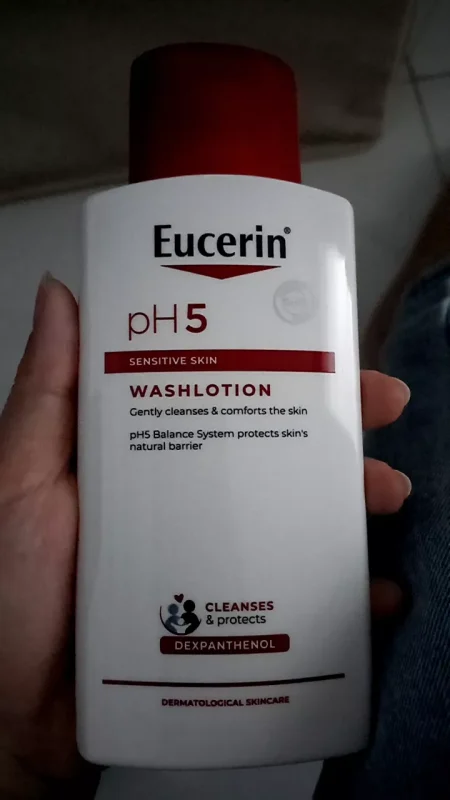 Eucerin®
pH5
SENSITIVE SKIN
WASHLOTION
Gently cleanses & comforts the skin
pH5 Balance System protects skin's
natural barrier
CLEANSES
& protects
DEXPANTHENOL
DERMATOLOGICAL SKINCARE